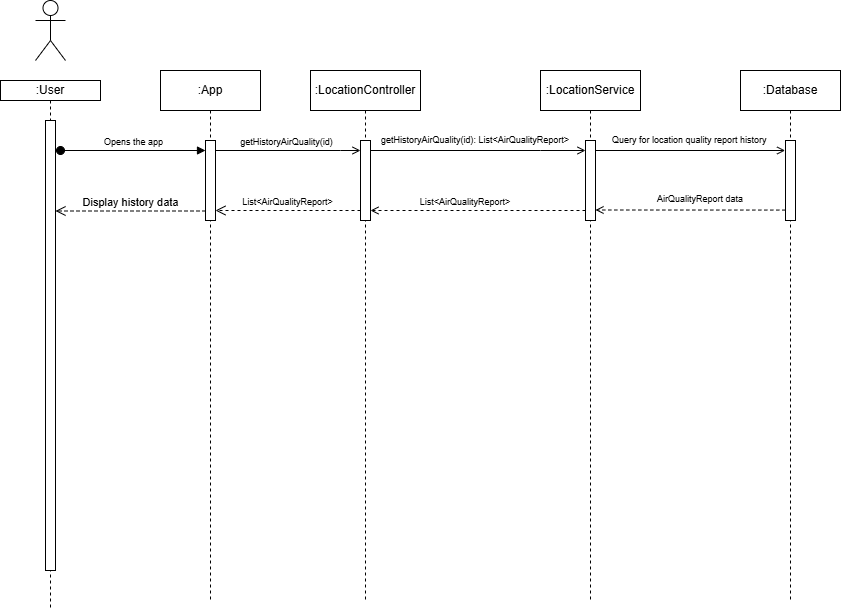 :User
:App
:LocationController
:LocationService
:Database
Opens the app
getHistoryAirQuality(id)
getHistoryAirQuality(id): List<AirQualityReport>
Query for location quality report history
Display history data
List<AirQualityReport>
List<AirQualityReport>
AirQualityReport data